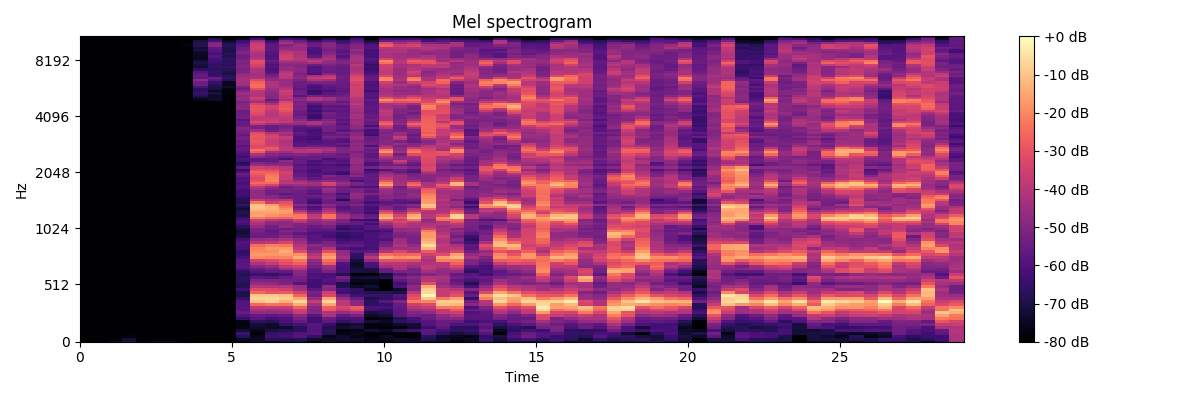 Mel spectrogram
8192
4096
2048
1024
512
0
Hz
0 5 10 15 20 25
Time
+0 dB
-10 dB
-20 dB
-30 dB
-40 dB
-50 dB
-60 dB
-70 dB
-80 dB